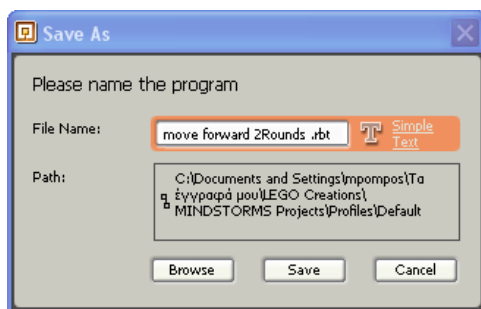 Save As
Please name the program
File Name:
move forward 2Rounds .rbt
Simple
Text
Path:
C:\Documents and Settings\mpompos\Τα
έγγραφά μου\LEGO Creations\
MINDSTORMS Projects\Profiles\Default
Browse
Save
Cancel